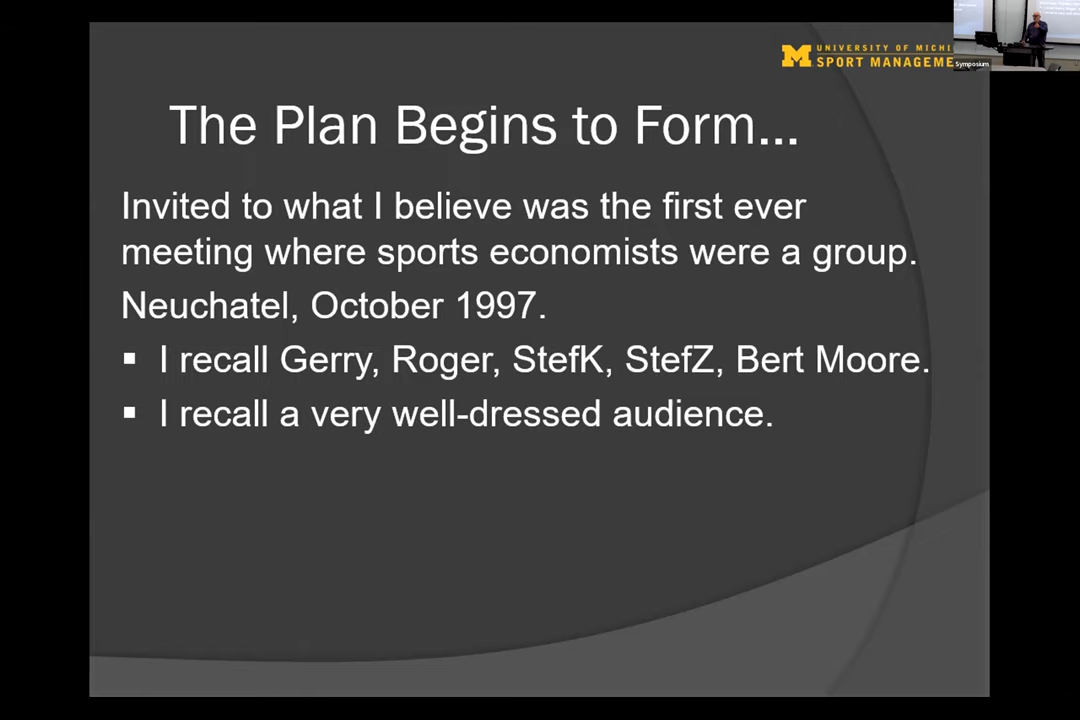 UNIVERSITY OF MICHI
M SPORT MANAGEME
Symposium
The Plan Begins to Form...
Invited to what I believe was the first ever
meeting where sports economists were a group.
Neuchatel, October 1997.
▪ I recall Gerry, Roger, StefK, StefZ, Bert Moore.
▪ I recall a very well-dressed audience.